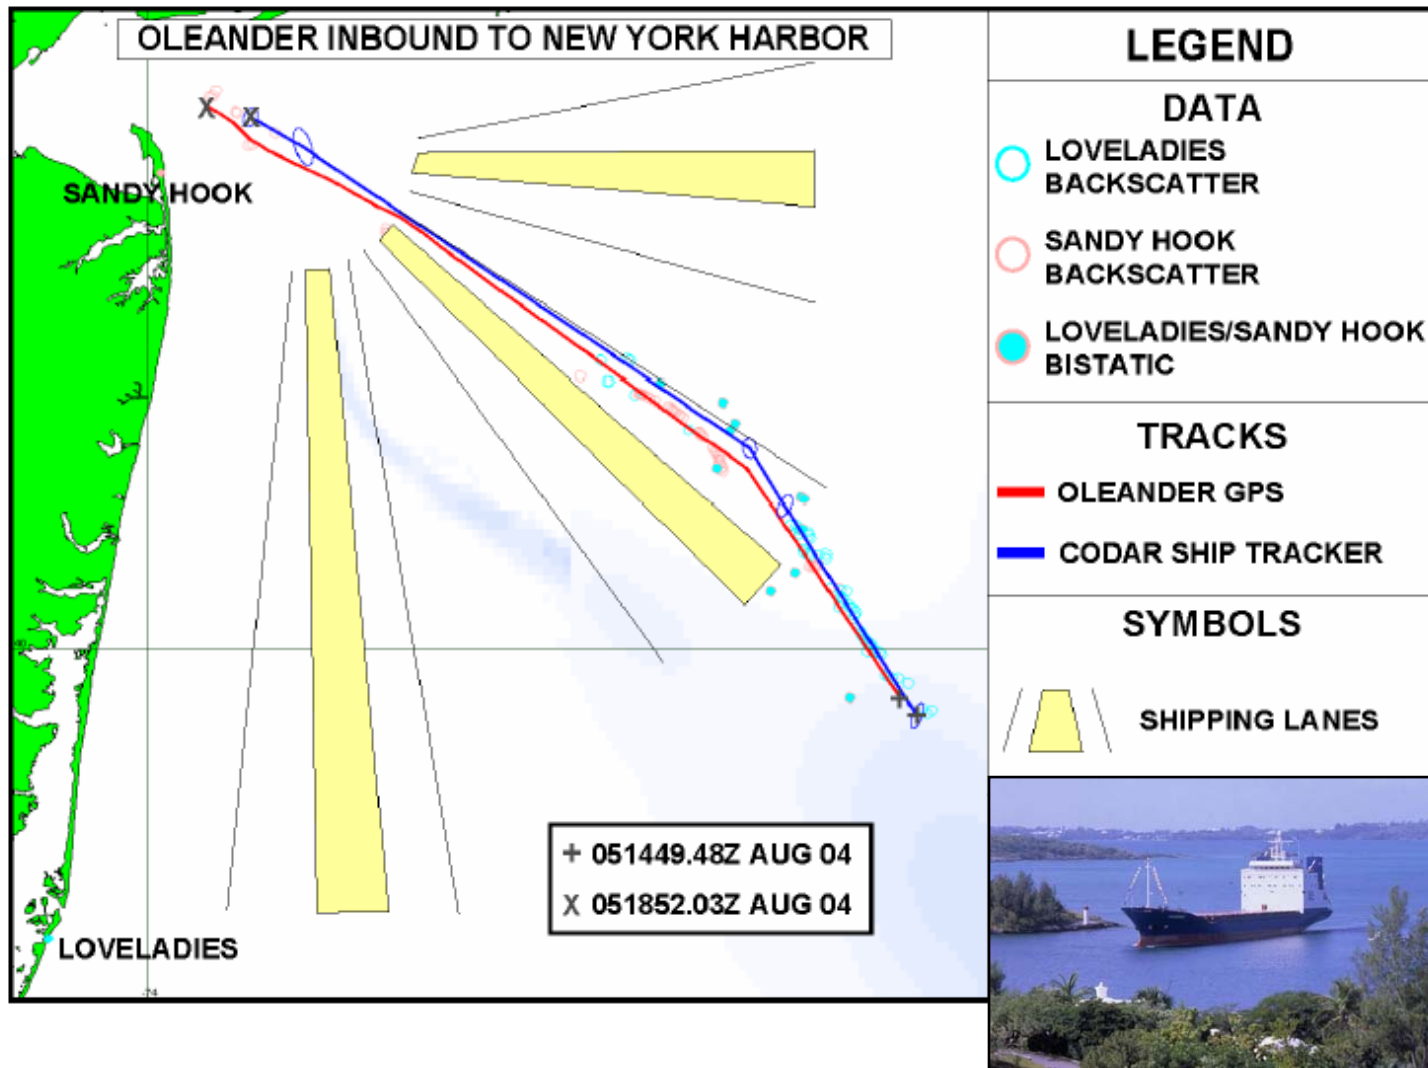 OLEANDER INBOUND TO NEW YORK HARBOR
SANDY HOOK
LOVELADIES
-74
+ 051449.48Z AUG 04
X 051852.03Z AUG 04
LEGEND
DATA
LOVELADIES
BACKSCATTER
SANDY HOOK
BACKSCATTER
LOVELADIES/SANDY HOOK
BISTATIC
TRACKS
OLEANDER GPS
CODAR SHIP TRACKER
SYMBOLS
SHIPPING LANES